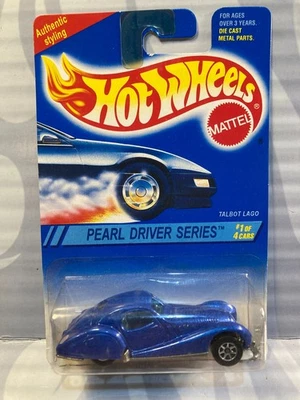 Authentic
styling
FOR AGES
OVER 3 YEARS.
DIE CAST
METAL PARTS.
Hot Wheels
MATTEL
TALBOT LAGO
PEARL DRIVER SERIES™
#1 OF
4 CARS